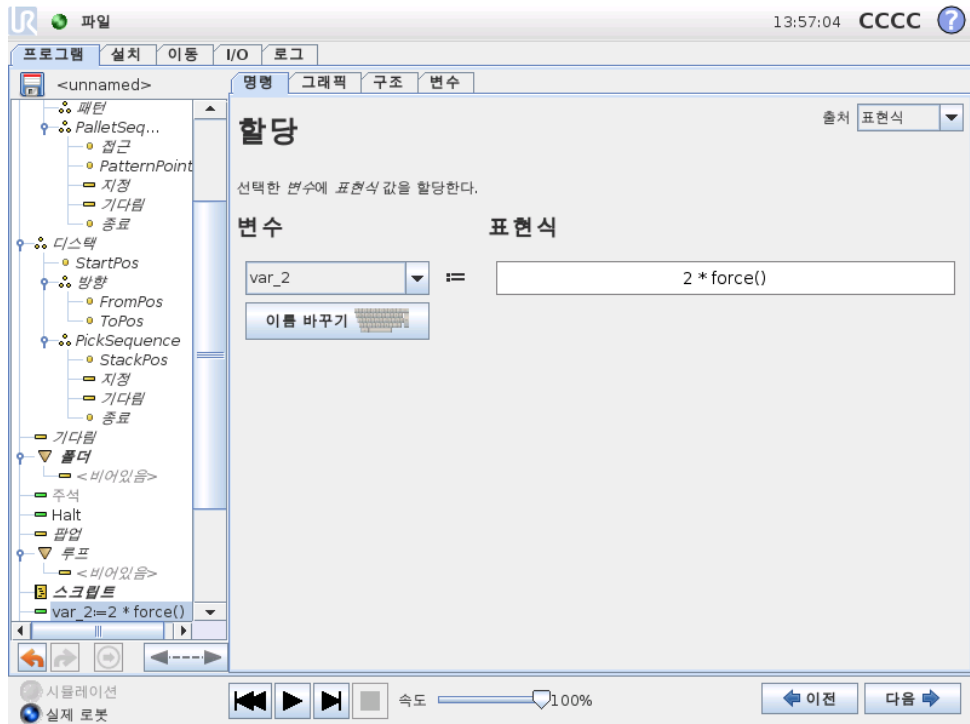 UR 파일 13:57:04 CCCC ?
프로그램 설치 이동 I/O 로그
<unnamed>
패턴
PalletSeq...
접근
PatternPoint
지정
기다림
종료
디스택
StartPos
방향
FromPos
ToPos
PickSequence
StackPos
지정
기다림
종료
기다림
폴더
<비어있음>
주석
Halt
팝업
루프
<비어있음>
스크립트
var_2:=2 * force()
명령 그래픽 구조 변수
할당
출처 표현식
선택한 변수에 표현식 값을 할당한다.
변수 표현식
var_2 := 2 * force()
이름 바꾸기
시뮬레이션
실제 로봇
속도 100%
이전 다음